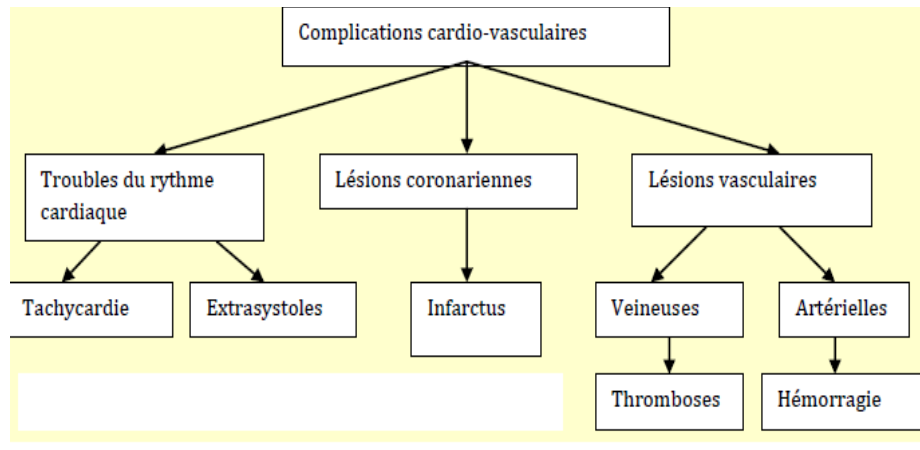 Complications cardio-vasculaires
Troubles du rythme
cardiaque
Lésions coronariennes
Lésions vasculaires
Tachycardie
Extrasystoles
Infarctus
Veineuses
Artérielles
Thromboses
Hémorragie